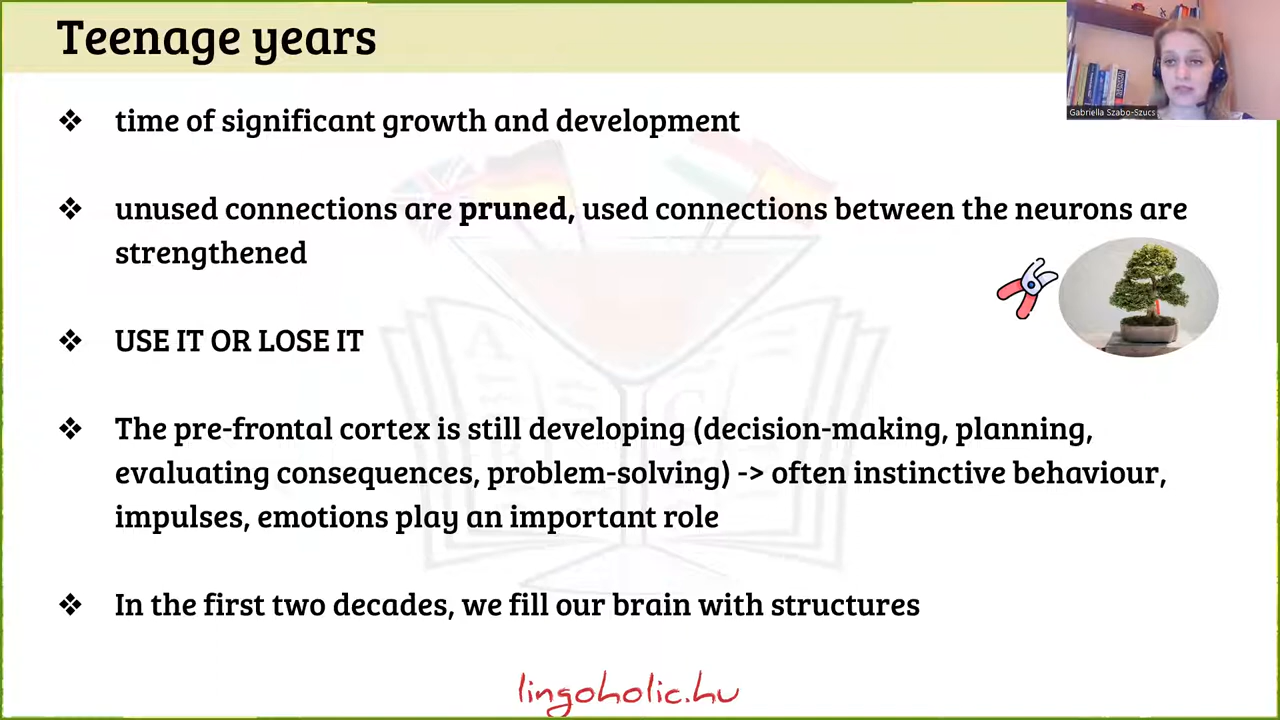 Teenage years
Gabriella Szabo-Szucs
❖ time of significant growth and development
❖ unused connections are pruned, used connections between the neurons are
strengthened
❖ USE IT OR LOSE IT
❖ The pre-frontal cortex is still developing (decision-making, planning,
evaluating consequences, problem-solving) -> often instinctive behaviour,
impulses, emotions play an important role
❖ In the first two decades, we fill our brain with structures
lingoholic.hu